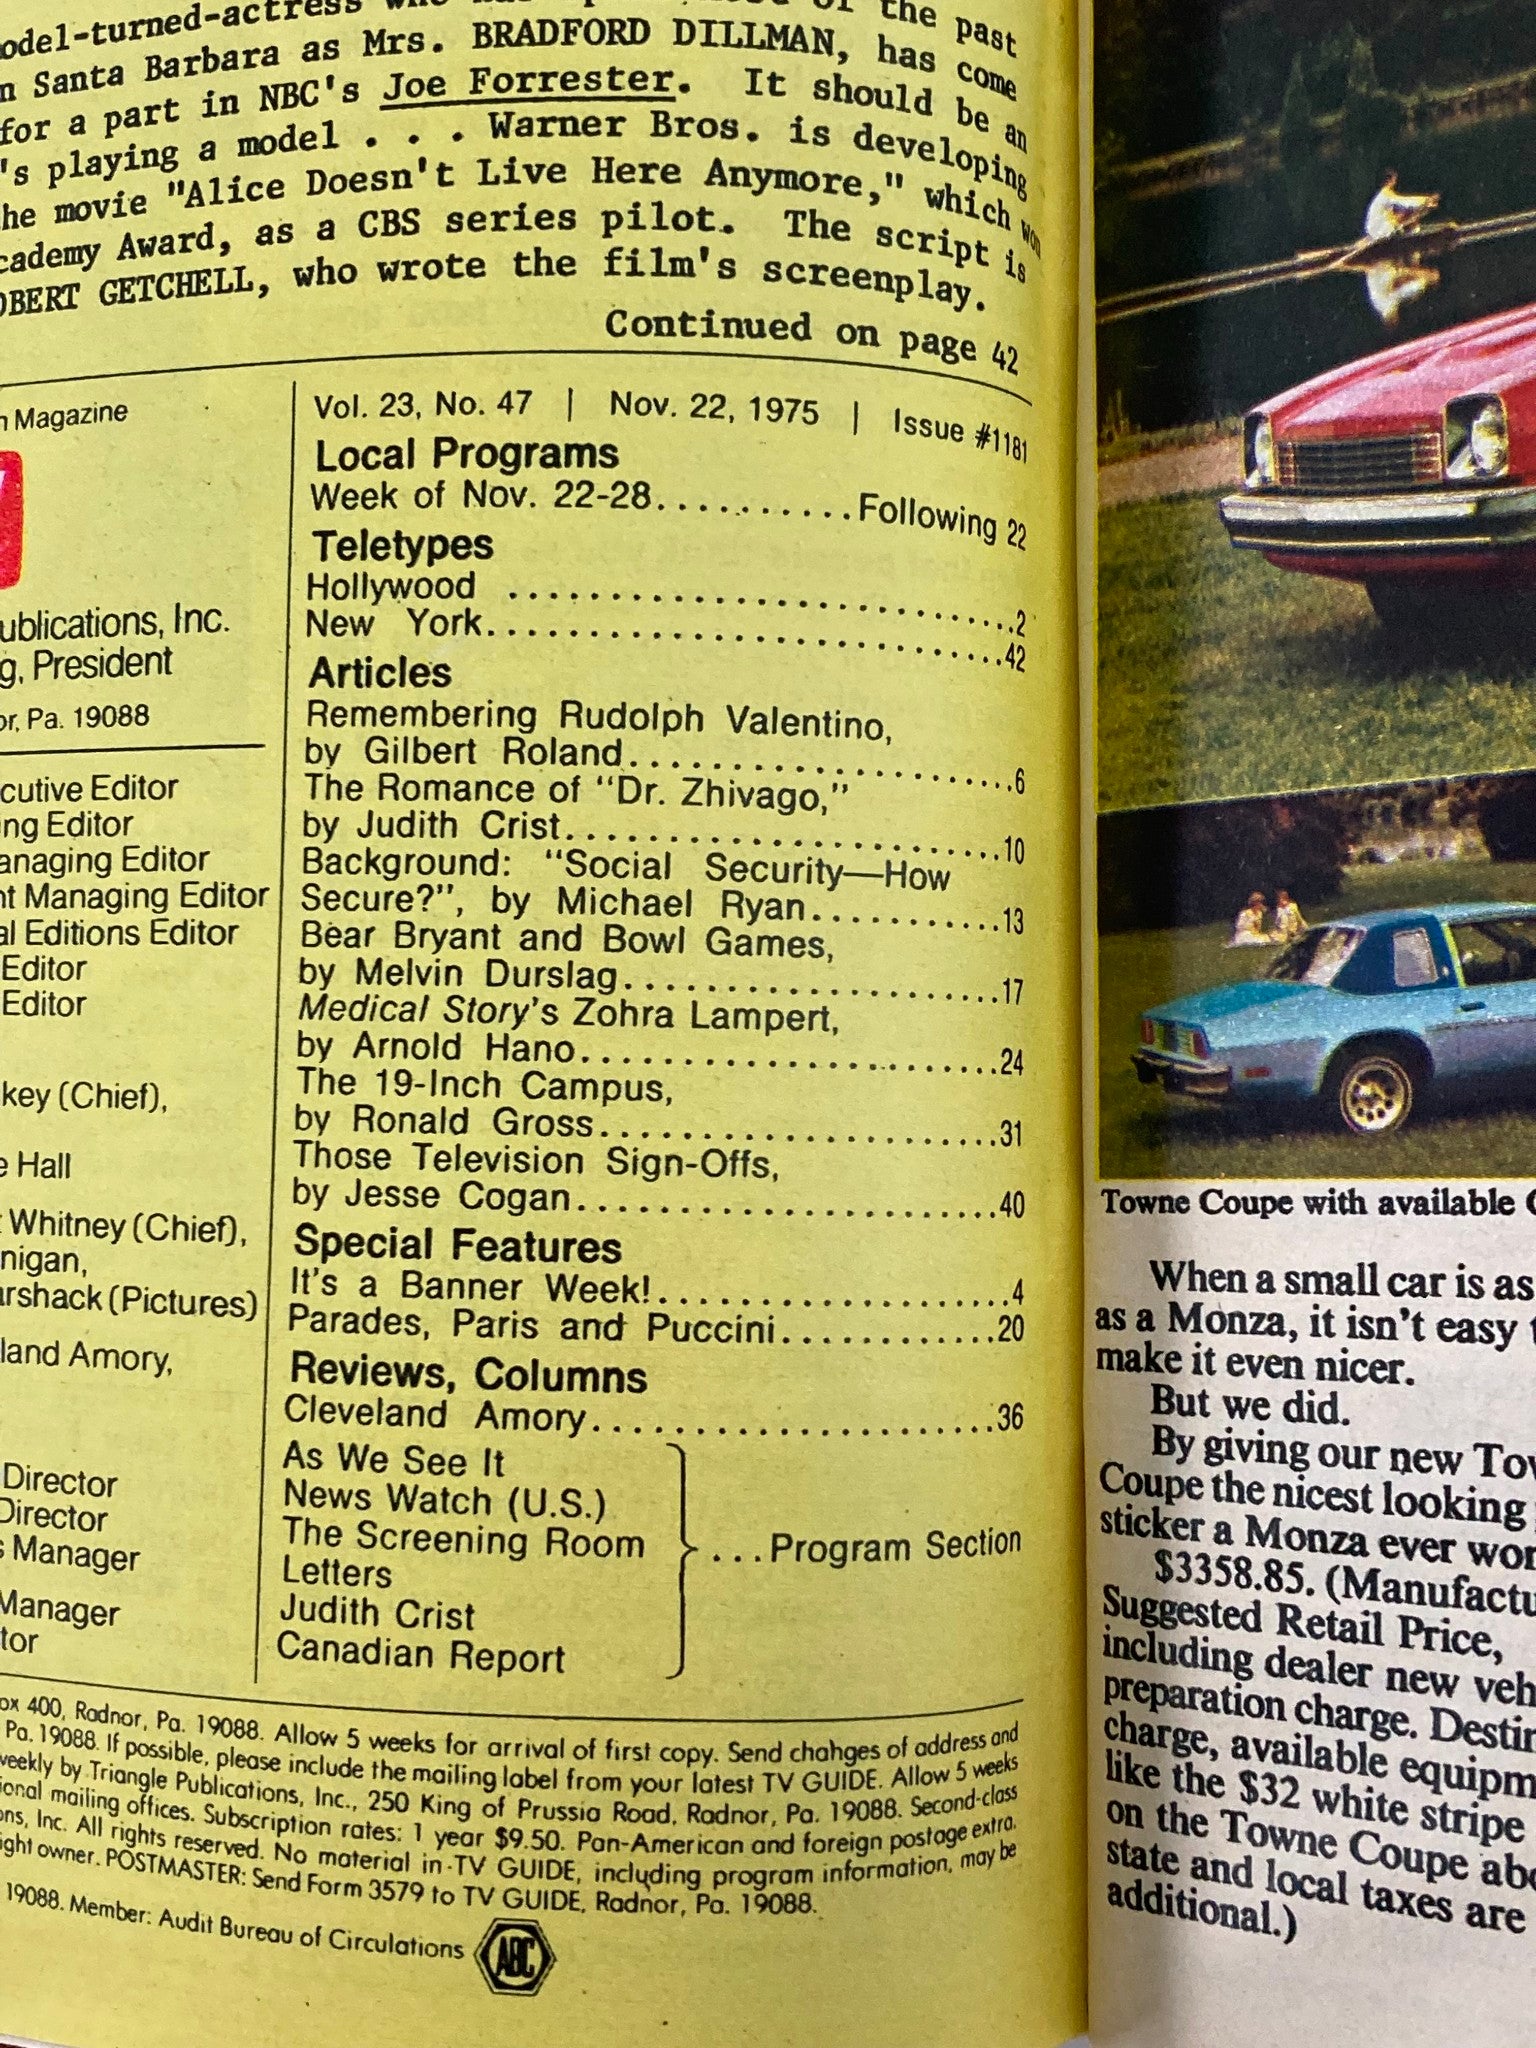 odel-turned-actress who has of the past
n Santa Barbara as Mrs. BRADFORD DILLMAN, has come
for a part in NBC's Joe Forrester. It should be an
's playing a model . . . Warner Bros. is developing
he movie "Alice Doesn't Live Here Anymore," which won
cademy Award, as a CBS series pilot. The script is
OBERT GETCHELL, who wrote the film's screenplay.
Continued on page 42
n Magazine
ublications, Inc.
g, President
or, Pa. 19088
cutive Editor
ing Editor
anaging Editor
nt Managing Editor
al Editions Editor
Editor
Editor
key (Chief),
e Hall
t Whitney (Chief),
nigan,
arshack (Pictures)
land Amory,
Director
Director
s Manager
Manager
tor
Vol. 23, No. 47 | Nov. 22, 1975 | Issue #1181
Local Programs
Week of Nov. 22-28..........Following 22
Teletypes
Hollywood ..........................2
New York..........................42
Articles
Remembering Rudolph Valentino,
by Gilbert Roland....................6
The Romance of "Dr. Zhivago,"
by Judith Crist......................10
Background: "Social Security—How
Secure?", by Michael Ryan..........13
Bear Bryant and Bowl Games,
by Melvin Durslag...................17
Medical Story's Zohra Lampert,
by Arnold Hano.....................24
The 19-Inch Campus,
by Ronald Gross....................31
Those Television Sign-Offs,
by Jesse Cogan.....................40
Special Features
It's a Banner Week!..................4
Parades, Paris and Puccini...........20
Reviews, Columns
Cleveland Amory....................36
As We See It
News Watch (U.S.)
The Screening Room
Letters
Judith Crist
Canadian Report
...Program Section
ox 400, Radnor, Pa. 19088. Allow 5 weeks for arrival of first copy. Send changes of address and
Pa. 19088. If possible, please include the mailing label from your latest TV GUIDE. Allow 5 weeks
weekly by Triangle Publications, Inc., 250 King of Prussia Road, Radnor, Pa. 19088. Second-class
ional mailing offices. Subscription rates: 1 year $9.50. Pan-American and foreign postage extra.
ons, Inc. All rights reserved. No material in TV GUIDE, including program information, may be
ight owner. POSTMASTER: Send Form 3579 to TV GUIDE, Radnor, Pa. 19088.
19088. Member: Audit Bureau of Circulations
ABC
Towne Coupe with available
When a small car is as
as a Monza, it isn't easy t
make it even nicer.
But we did.
By giving our new Tow
Coupe the nicest looking
sticker a Monza ever wor
$3358.85. (Manufactu
Suggested Retail Price,
including dealer new veh
preparation charge. Destin
charge, available equipm
like the $32 white stripe
on the Towne Coupe abo
state and local taxes are
additional.)